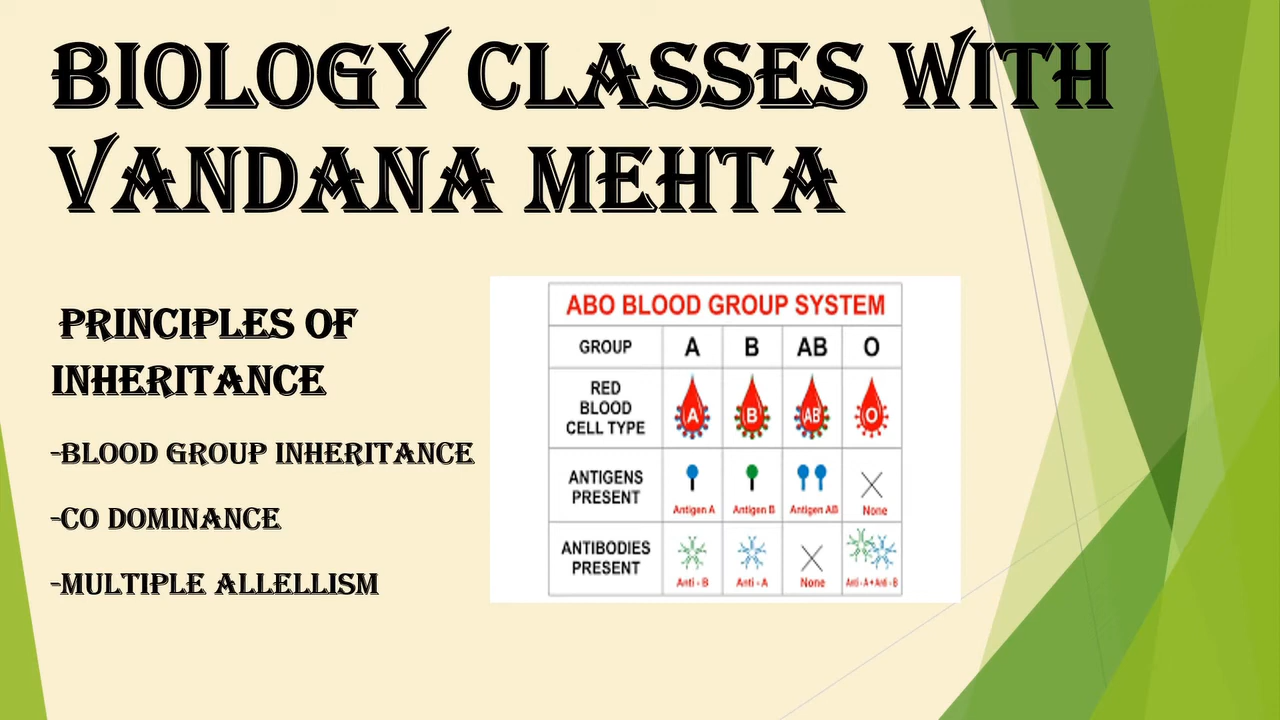 BIOLOGY CLASSES WITH
VANDANA MEHTA
PRINCIPLES OF
INHERITANCE
-BLOOD GROUP INHERITANCE
-CO DOMINANCE
-MULTIPLE ALLELLISM
ABO BLOOD GROUP SYSTEM
GROUP A B AB O
RED
BLOOD
CELL TYPE
A B AB O
ANTIGENS
PRESENT
Antigen A Antigen B Antigen AB None
ANTIBODIES
PRESENT
Anti - B Anti - A None Anti - A + Anti - B